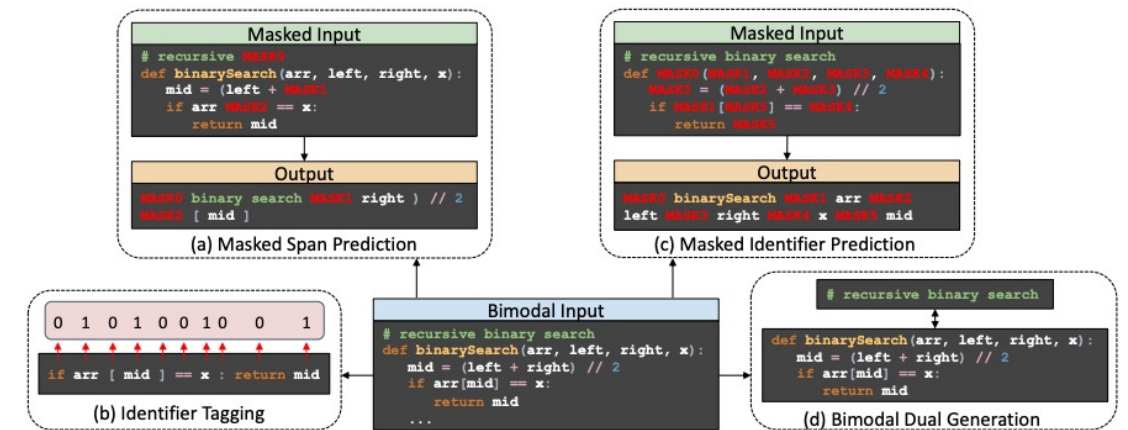 Masked Input
# recursive MASK0
def binarySearch(arr, left, right, x):
mid = (left + MASK1
if arr MASK2 == x:
return mid
Output
MASK0 binary search MASK1 right ) // 2
MASK2 [ mid ]
(a) Masked Span Prediction
Masked Input
# recursive binary search
def MASK0(MASK1, MASK2, MASK3, MASK4):
MASK5 = (MASK2 + MASK3) // 2
if MASK1[MASK5] == MASK4:
return MASK5
Output
MASK0 binarySearch MASK1 arr MASK2
left MASK3 right MASK4 x MASK5 mid
(c) Masked Identifier Prediction
0 1 0 1 0 0 1 0 0 1
if arr [ mid ] == x : return mid
(b) Identifier Tagging
Bimodal Input
# recursive binary search
def binarySearch(arr, left, right, x):
mid = (left + right) // 2
if arr[mid] == x:
return mid
...
# recursive binary search
def binarySearch(arr, left, right, x):
mid = (left + right) // 2
if arr[mid] == x:
return mid
(d) Bimodal Dual Generation